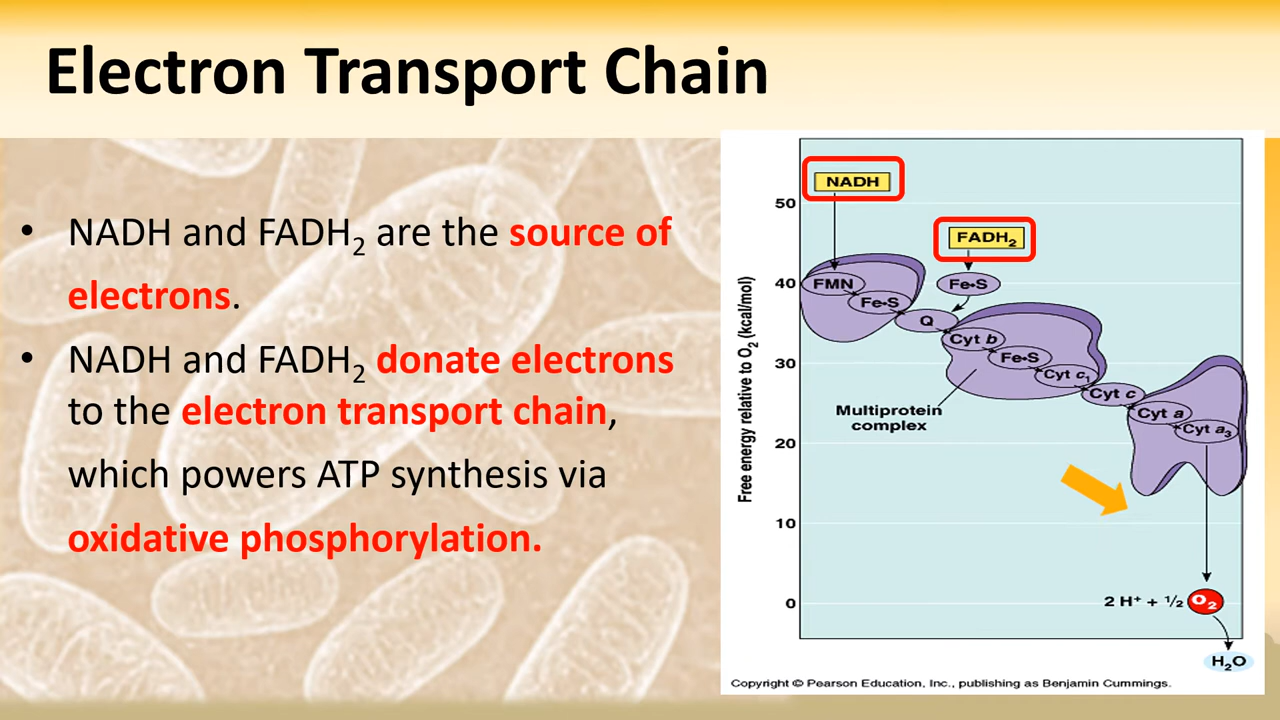 Electron Transport Chain
• NADH and FADH₂ are the source of
electrons.
• NADH and FADH₂ donate electrons
to the electron transport chain,
which powers ATP synthesis via
oxidative phosphorylation.
Free energy relative to O₂ (kcal/mol)
50
40
30
20
10
0
NADH
FADH₂
FMN
Fe•S
Fe•S
Q
Cyt b
Fe•S
Cyt c₁
Cyt c
Cyt a
Cyt a₃
Multiprotein
complex
2 H⁺ + ½ O₂
H₂O
Copyright © Pearson Education, Inc., publishing as Benjamin Cummings.